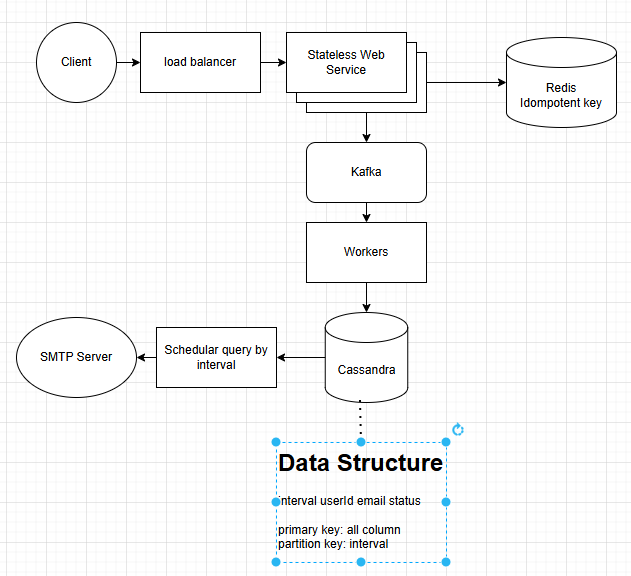 Client
load balancer
Stateless Web
Service
Redis
Idompotent key
Kafka
Workers
SMTP Server
Schedular query by
interval
Cassandra
Data Structure
interval userId email status
primary key: all column
partition key: interval